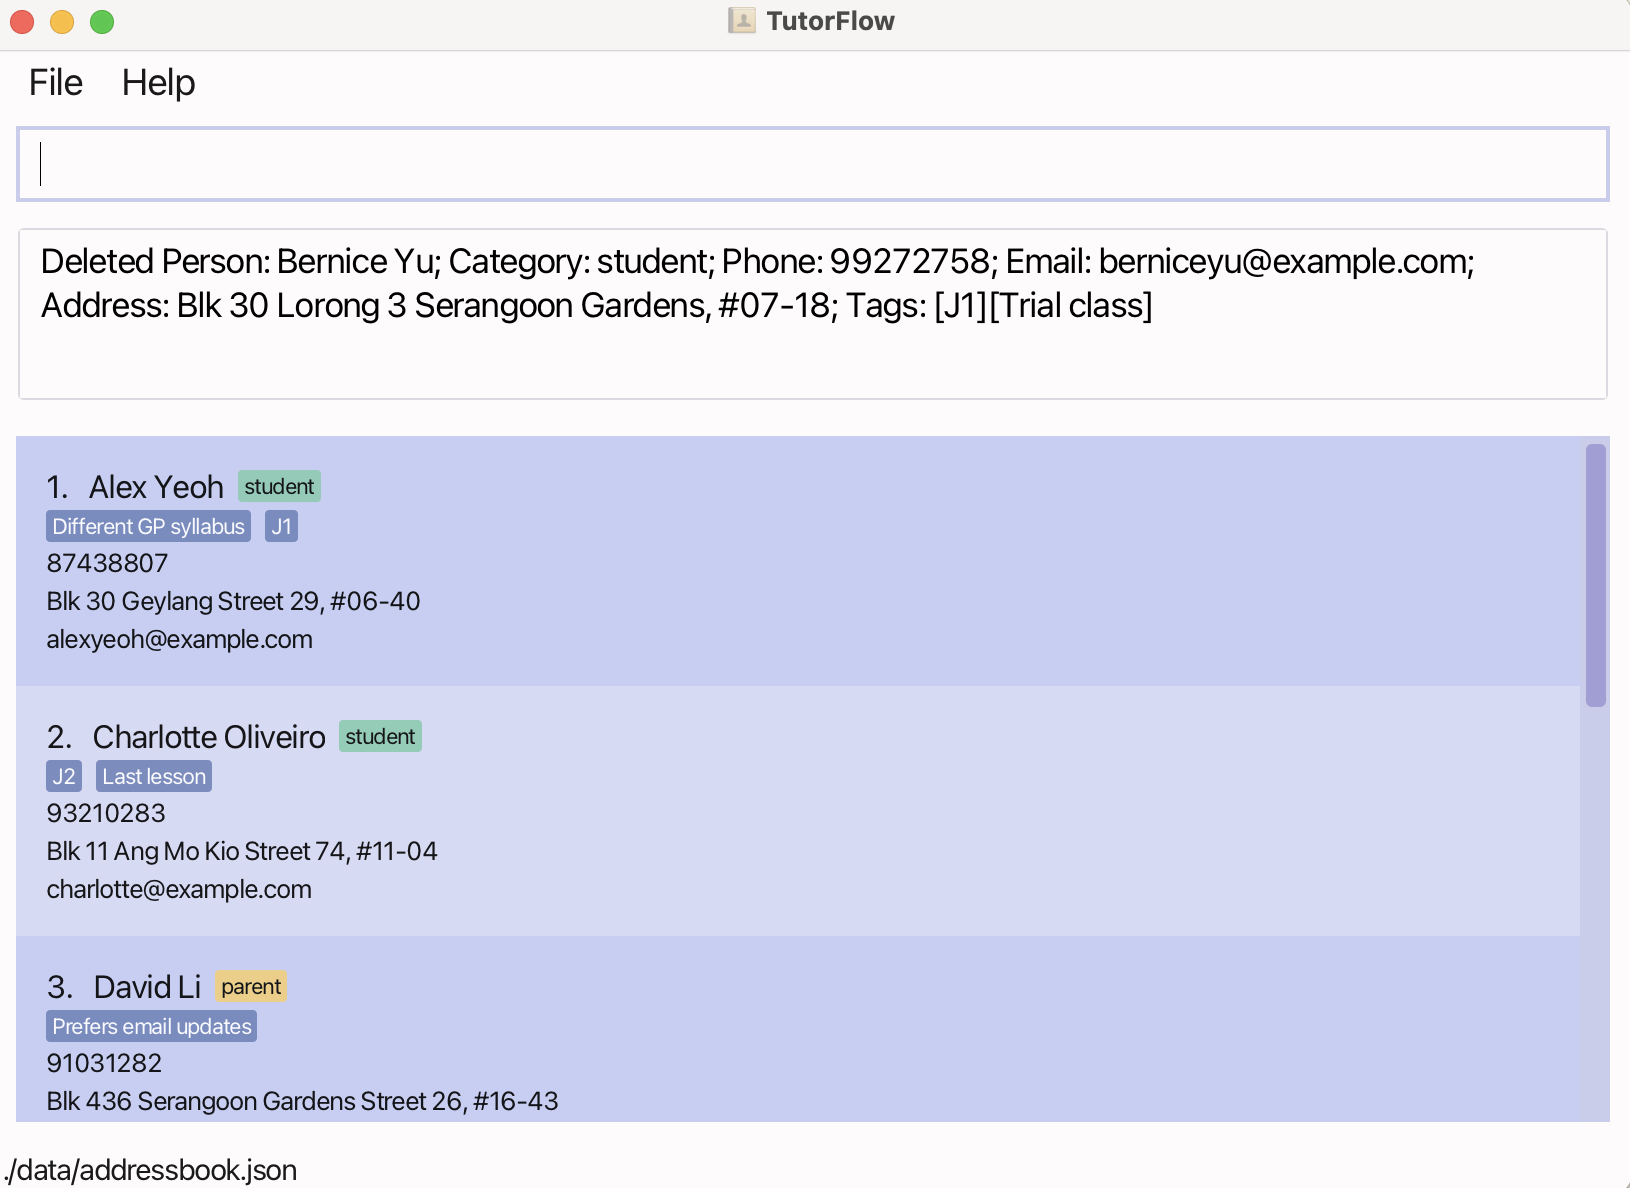 TutorFlow
File Help
Deleted Person: Bernice Yu; Category: student; Phone: 99272758; Email: berniceyu@example.com;
Address: Blk 30 Lorong 3 Serangoon Gardens, #07-18; Tags: [J1][Trial class]
1. Alex Yeoh student
Different GP syllabus J1
87438807
Blk 30 Geylang Street 29, #06-40
alexyeoh@example.com
2. Charlotte Oliveiro student
J2 Last lesson
93210283
Blk 11 Ang Mo Kio Street 74, #11-04
charlotte@example.com
3. David Li parent
Prefers email updates
91031282
Blk 436 Serangoon Gardens Street 26, #16-43
./data/addressbook.json